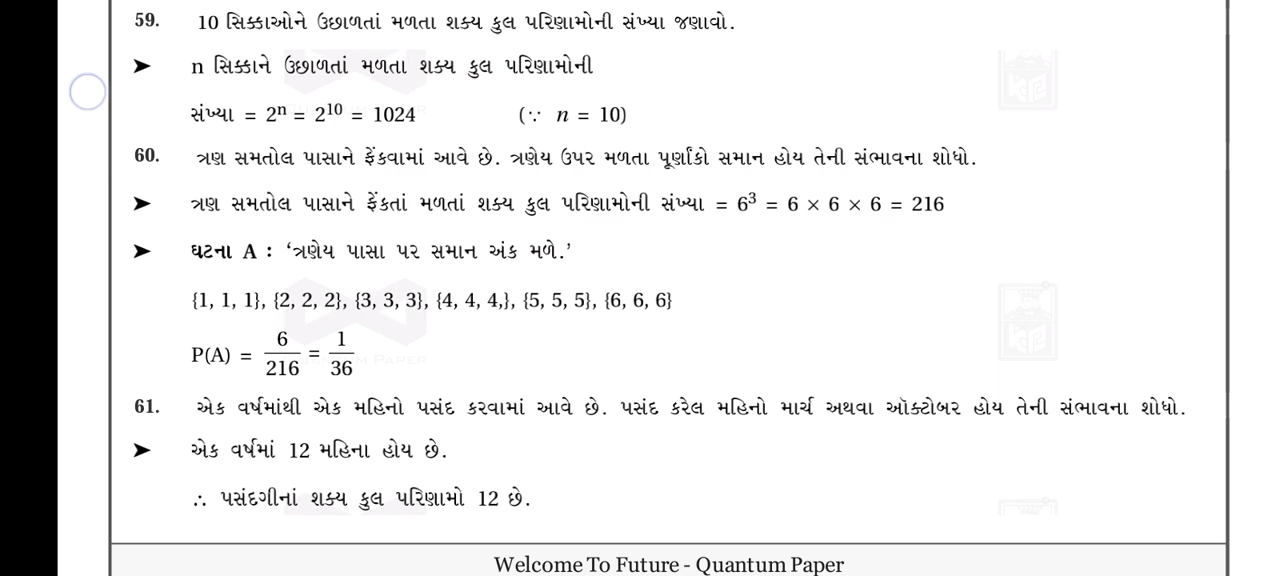 59. 10 સિક્કાઓને ઉછાળતાં મળતા શક્ય કુલ પરિણામોની સંખ્યા જણાવો.
➤ n સિક્કાને ઉછાળતાં મળતા શક્ય કુલ પરિણામોની
સંખ્યા = 2ⁿ = 2¹⁰ = 1024 (∵ n = 10)
60. ત્રણ સમતોલ પાસાને ફેંકવામાં આવે છે. ત્રણેય ઉપર મળતા પૂર્ણાંકો સમાન હોય તેની સંભાવના શોધો.
➤ ત્રણ સમતોલ પાસાને ફેંકતાં મળતાં શક્ય કુલ પરિણામોની સંખ્યા = 6³ = 6 × 6 × 6 = 216
➤ ઘટના A : ‘ત્રણેય પાસા પર સમાન અંક મળે.’
{1, 1, 1}, {2, 2, 2}, {3, 3, 3}, {4, 4, 4,}, {5, 5, 5}, {6, 6, 6}
P(A) = 6/216 = 1/36
61. એક વર્ષમાંથી એક મહિનો પસંદ કરવામાં આવે છે. પસંદ કરેલ મહિનો માર્ચ અથવા ઑક્ટોબર હોય તેની સંભાવના શોધો.
➤ એક વર્ષમાં 12 મહિના હોય છે.
∴ પસંદગીનાં શક્ય કુલ પરિણામો 12 છે.
Welcome To Future - Quantum Paper